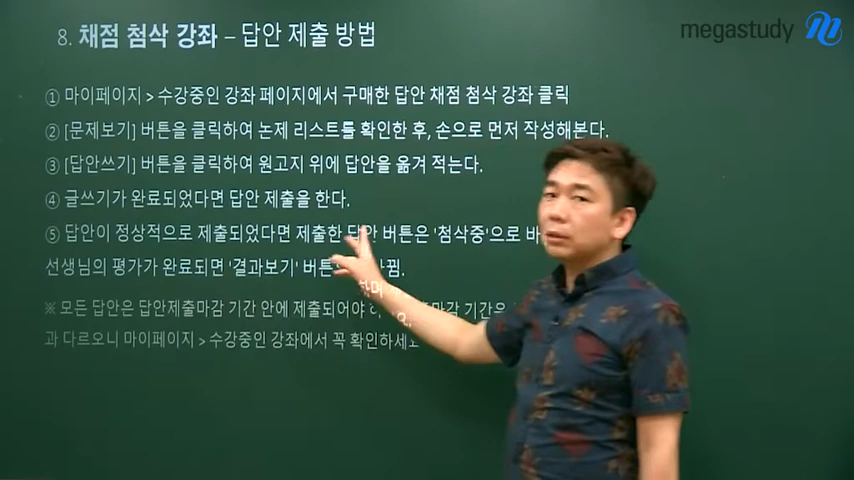 8. 채점 첨삭 강좌 – 답안 제출 방법
megastudy
① 마이페이지 > 수강중인 강좌 페이지에서 구매한 답안 채점 첨삭 강좌 클릭
② [문제보기] 버튼을 클릭하여 논제 리스트를 확인한 후, 손으로 먼저 작성해본다.
③ [답안쓰기] 버튼을 클릭하여 원고지 위에 답안을 옮겨 적는다.
④ 글쓰기가 완료되었다면 답안 제출을 한다.
⑤ 답안이 정상적으로 제출되었다면 제출한 답안 버튼은 '첨삭중'으로
선생님의 평가가 완료되면 '결과보기' 버튼 바뀜.
※ 모든 답안은 답안제출마감 기간 안에 제출되어야 기간은
과 다르오니 마이페이지 > 수강중인 강좌에서 꼭 확인하세요